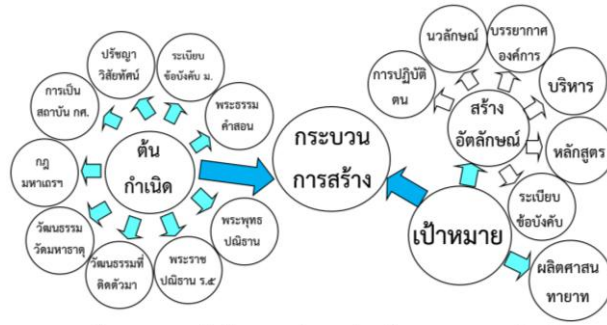 ปรัชญา
วิสัยทัศน์
ระเบียบ
ข้อบังคับ ม.
การเป็น
สถาบัน กศ.
พระธรรม
คำสอน
กฎ
มหาเถรฯ
ต้น
กำเนิด
วัฒนธรรม
วัดมหาธาตุ
วัฒนธรรมที่
ติดตัวมา
พระราช
ปณิธาน ร.๕
พระพุทธ
ปณิธาน
กระบวน
การสร้าง
นวลักษณ์
บรรยากาศ
องค์การ
การปฏิบัติ
ตน
สร้าง
อัตลักษณ์
บริหาร
หลักสูตร
ระเบียบ
ข้อบังคับ
เป้าหมาย
ผลิตศาสน
ทายาท